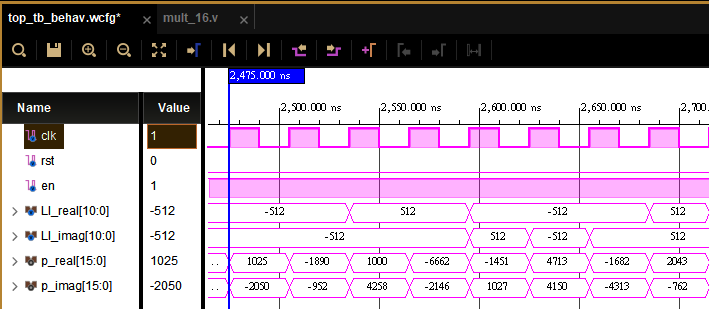 top_tb_behav.wcfg* × mult_16.v ×
2,475.000 ns
2,500.000 ns 2,550.000 ns 2,600.000 ns 2,650.000 ns 2,700
Name Value
clk 1
rst 0
en 1
LI_real[10:0] -512 -512 512 -512 512
LI_imag[10:0] -512 -512 512 -512 512
p_real[15:0] 1025 .. 1025 -1890 1000 -6662 -1451 4713 -1682 2043
p_imag[15:0] -2050 .. -2050 -952 4258 -2146 1027 4150 -4313 -762